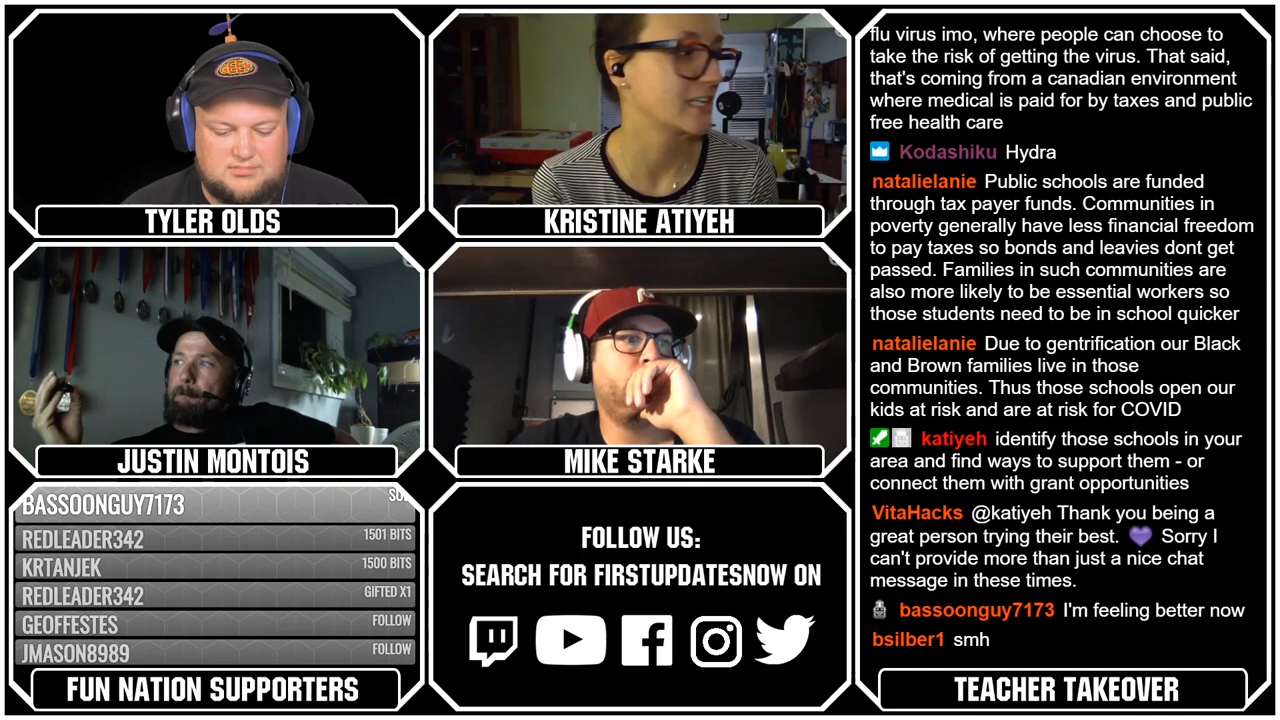 GEEK
TYLER OLDS
KRISTINE ATIYEH
JUSTIN MONTOIS
MIKE STARKE
BASSOONGUY7173
REDLEADER342 1501 BITS
KRTANJEK 1500 BITS
REDLEADER342 GIFTED X1
GEOFFESTES FOLLOW
JMASON8989 FOLLOW
FUN NATION SUPPORTERS
FOLLOW US:
SEARCH FOR FIRSTUPDATESNOW ON
flu virus imo, where people can choose to
take the risk of getting the virus. That said,
that's coming from a canadian environment
where medical is paid for by taxes and public
free health care
Kodashiku Hydra
natalielanie Public schools are funded
through tax payer funds. Communities in
poverty generally have less financial freedom
to pay taxes so bonds and leavies dont get
passed. Families in such communities are
also more likely to be essential workers so
those students need to be in school quicker
natalielanie Due to gentrification our Black
and Brown families live in those
communities. Thus those schools open our
kids at risk and are at risk for COVID
katiyeh identify those schools in your
area and find ways to support them - or
connect them with grant opportunities
VitaHacks @katiyeh Thank you being a
great person trying their best. Sorry I
can't provide more than just a nice chat
message in these times.
bassoonguy7173 I'm feeling better now
bsilber1 smh
TEACHER TAKEOVER